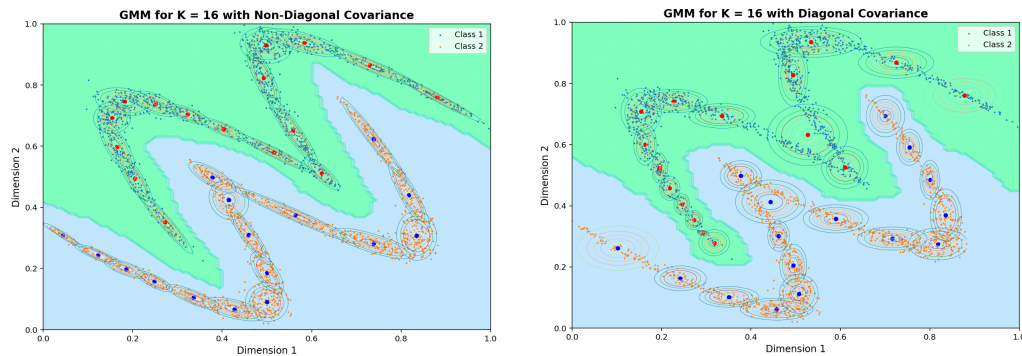 GMM for K = 16 with Non-Diagonal Covariance
1.0
0.8
0.6
0.4
0.2
0.0
Dimension 2
Class 1
Class 2
0.0 0.2 0.4 0.6 0.8 1.0
Dimension 1
GMM for K = 16 with Diagonal Covariance
1.0
0.8
0.6
0.4
0.2
0.0
Dimension 2
Class 1
Class 2
0.0 0.2 0.4 0.6 0.8 1.0
Dimension 1